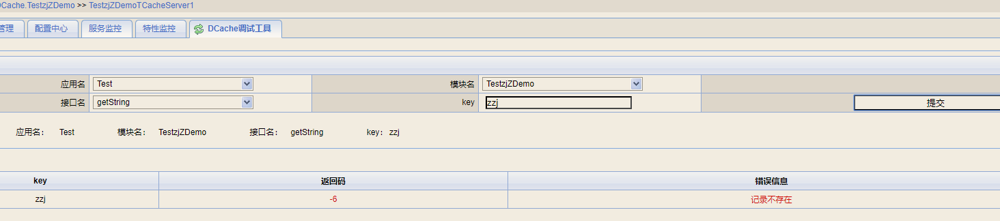 DCache.TestzjZDemo >> TestzjZDemoTCacheServer1
管理 配置中心 服务监控 特性监控 DCache调试工具
应用名 Test 模块名 TestzjZDemo
接口名 getString key zzj 提交
应用名: Test 模块名: TestzjZDemo 接口名: getString key: zzj
key 返回码 错误信息
zzj -6 记录不存在